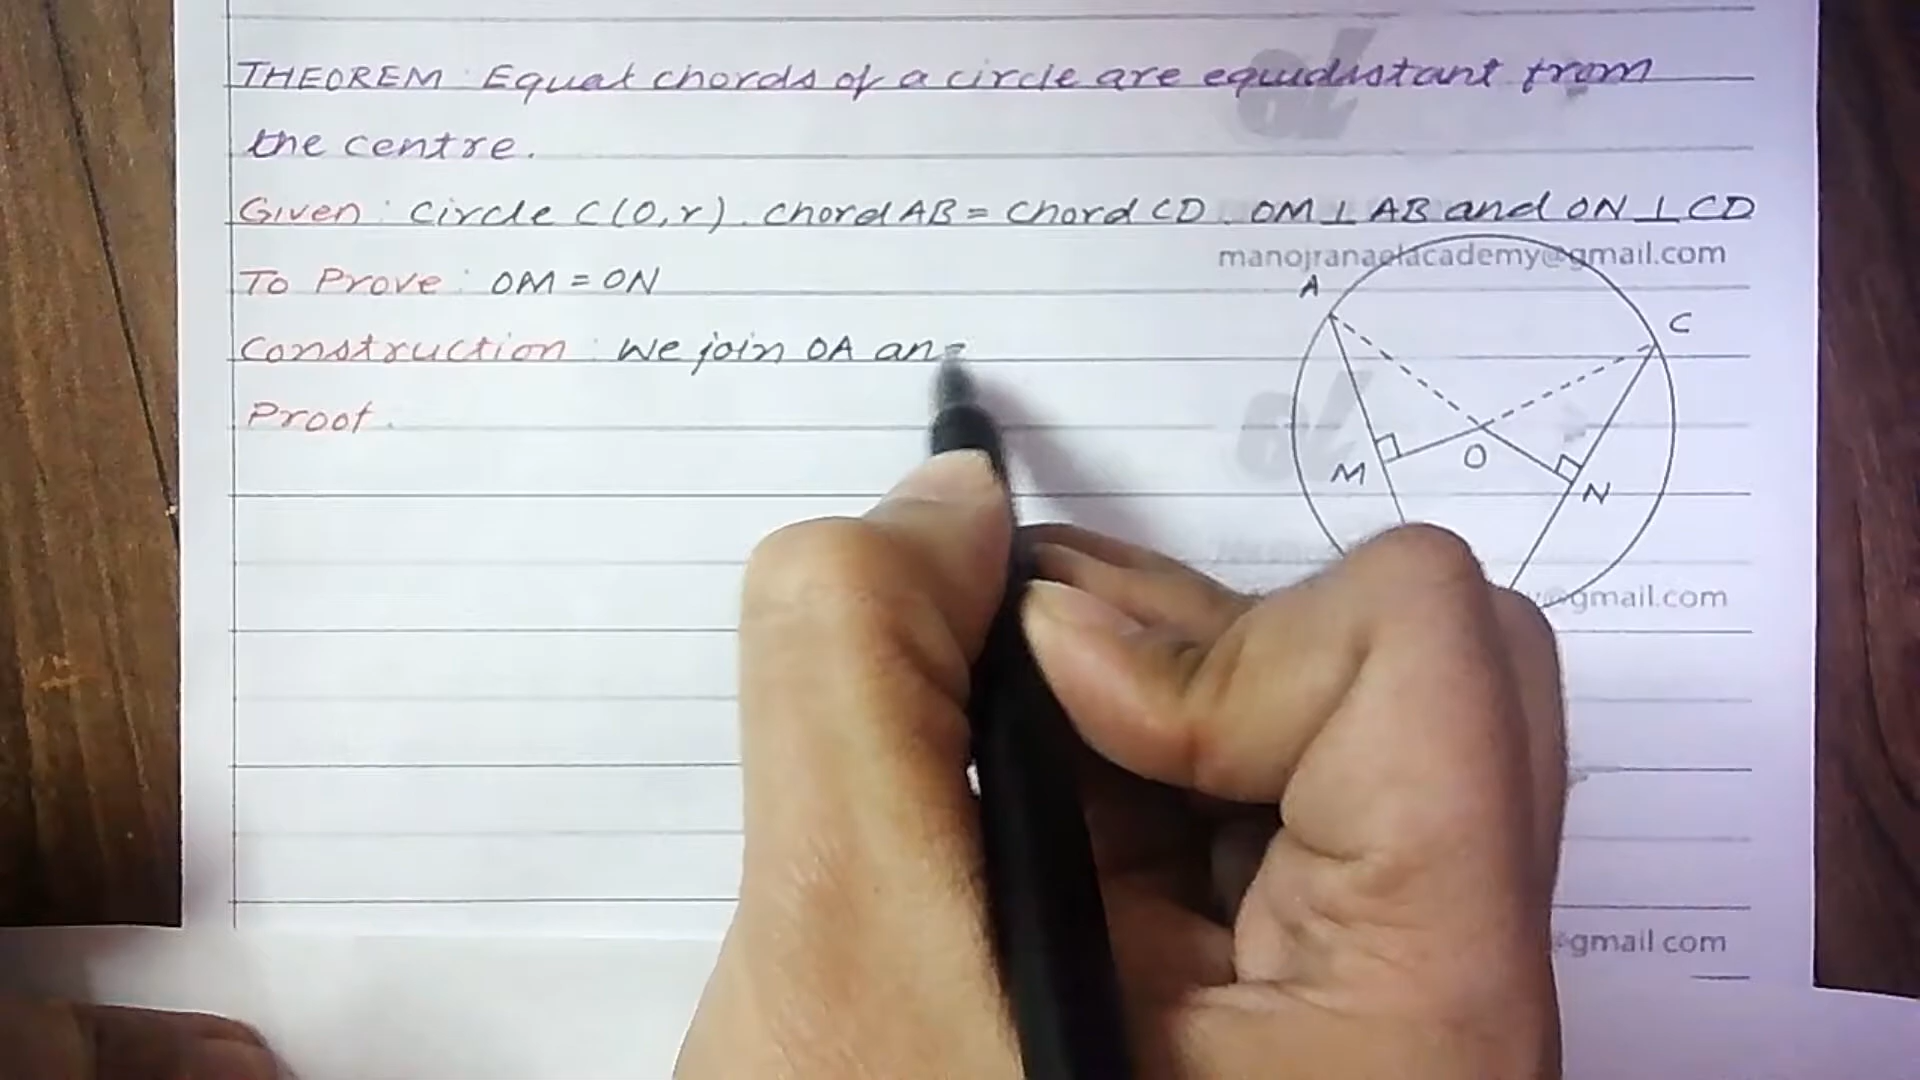 THEOREM: Equal chords of a circle are equidistant from
the centre.
Given: Circle C(O,r). Chord AB = Chord CD. OM ⊥ AB and ON ⊥ CD
manojranaelacademy@gmail.com
To Prove: OM = ON
A
C
Construction: We join OA an
Proof.
M
O
N
@gmail.com
@gmail.com